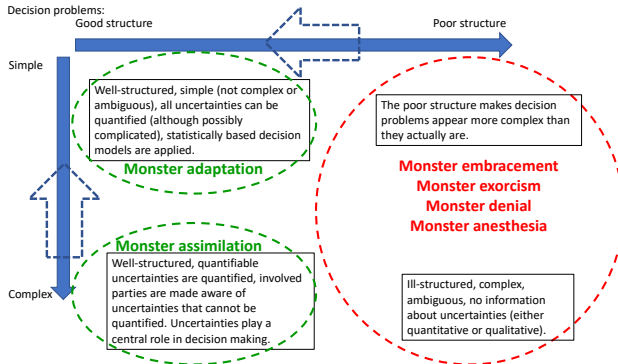 Decision problems:
Good structure
Poor structure
Simple
Well-structured, simple (not complex or
ambiguous), all uncertainties can be
quantified (although possibly
complicated), statistically based decision
models are applied.
Monster adaptation
The poor structure makes decision
problems appear more complex than
they actually are.
Monster embracement
Monster exorcism
Monster denial
Monster anesthesia
Monster assimilation
Well-structured, quantifiable
uncertainties are quantified, involved
parties are made aware of
uncertainties that cannot be
quantified. Uncertainties play a
central role in decision making.
Complex
Ill-structured, complex,
ambiguous, no information
about uncertainties (either
quantitative or qualitative).